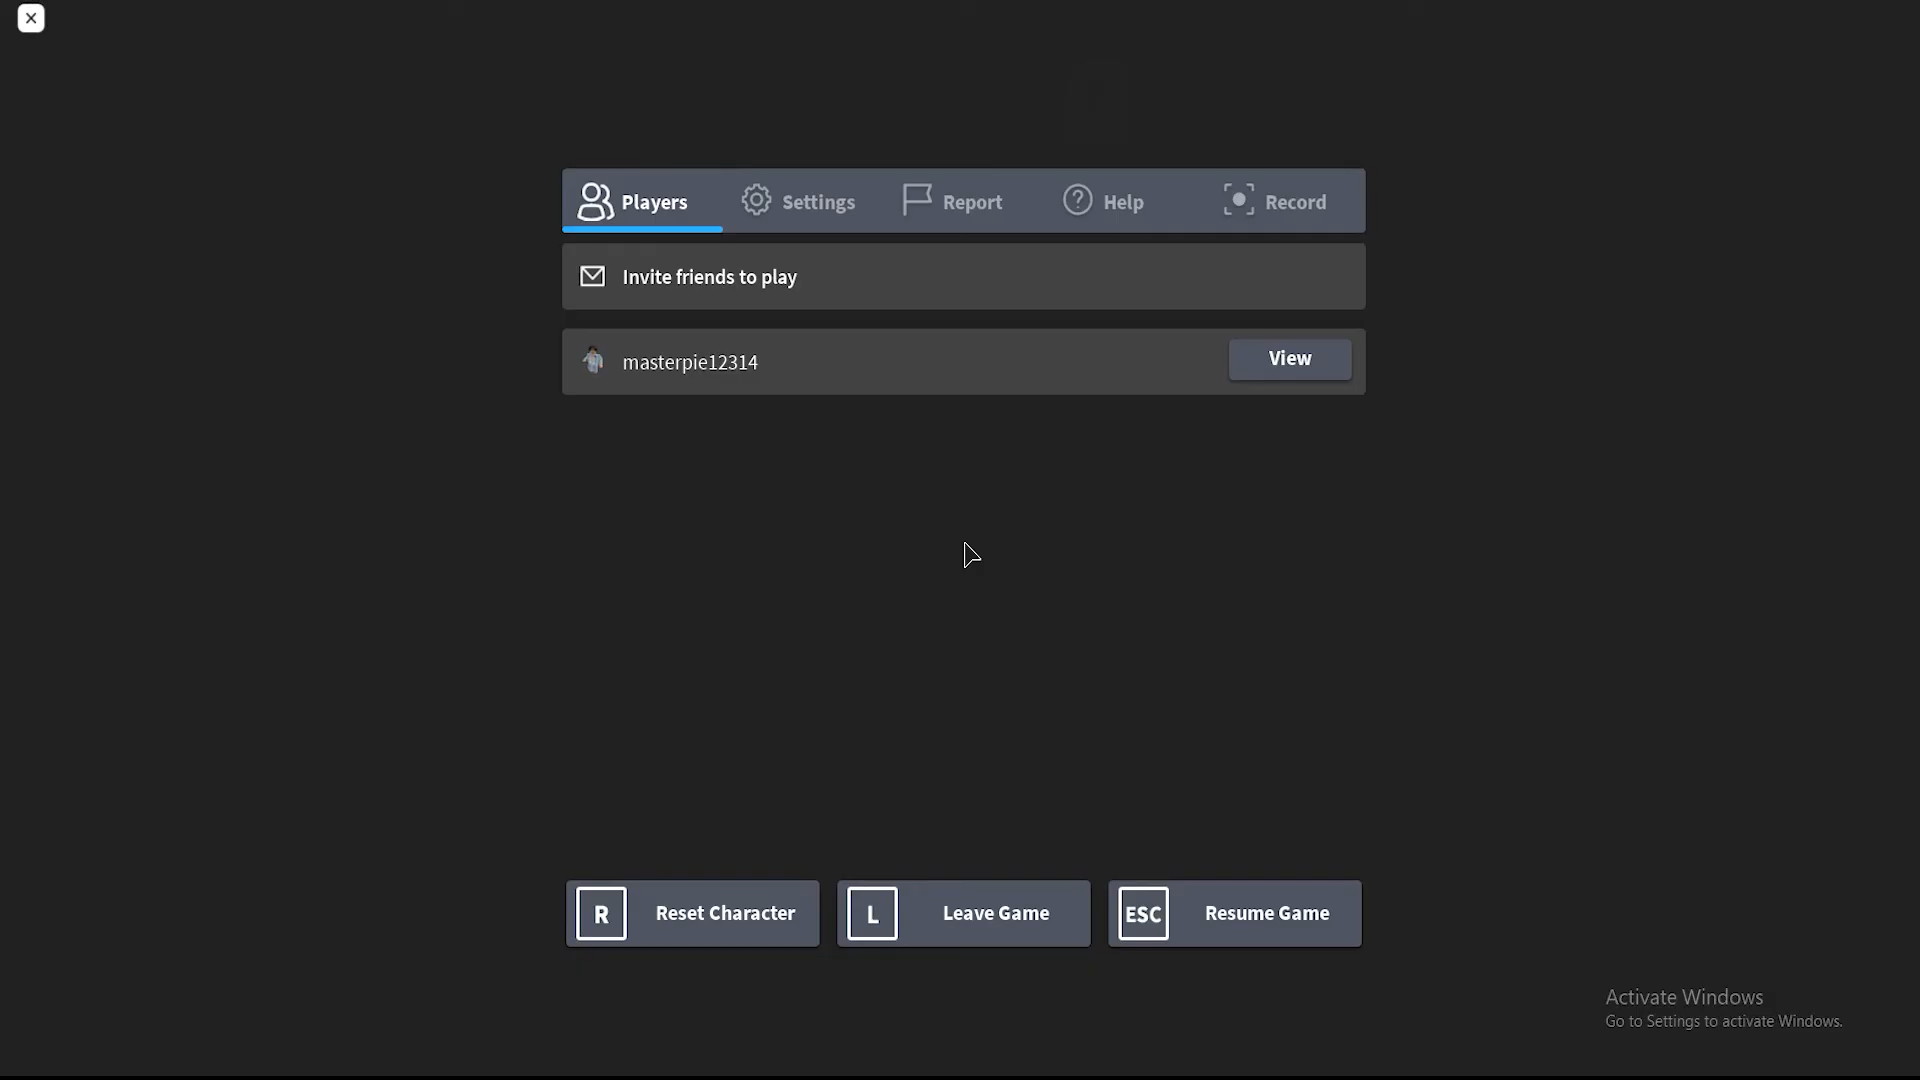 Players
Settings
Report
Help
Record
Invite friends to play
masterpie12314
View
R Reset Character
L Leave Game
ESC Resume Game
Activate Windows
Go to Settings to activate Windows.